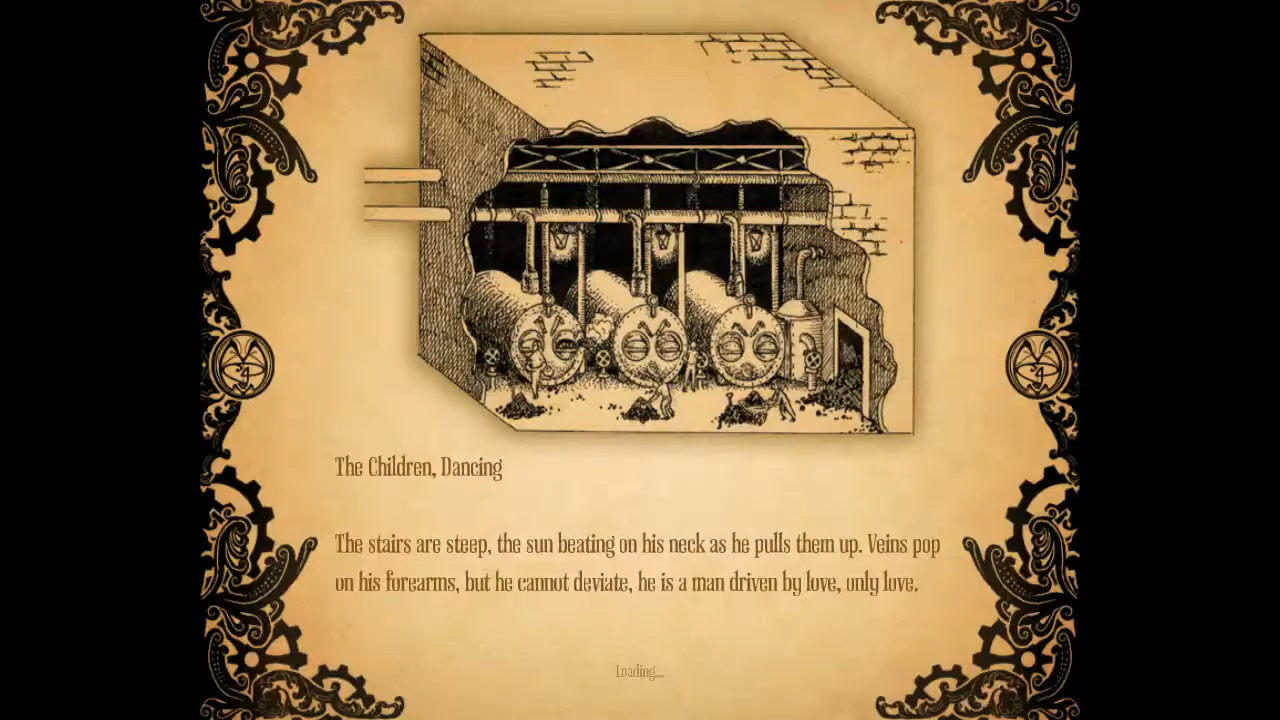 The Children, Dancing
The stairs are steep, the sun beating on his neck as he pulls them up. Veins pop
on his forearms, but he cannot deviate, he is a man driven by love, only love.
Loading...